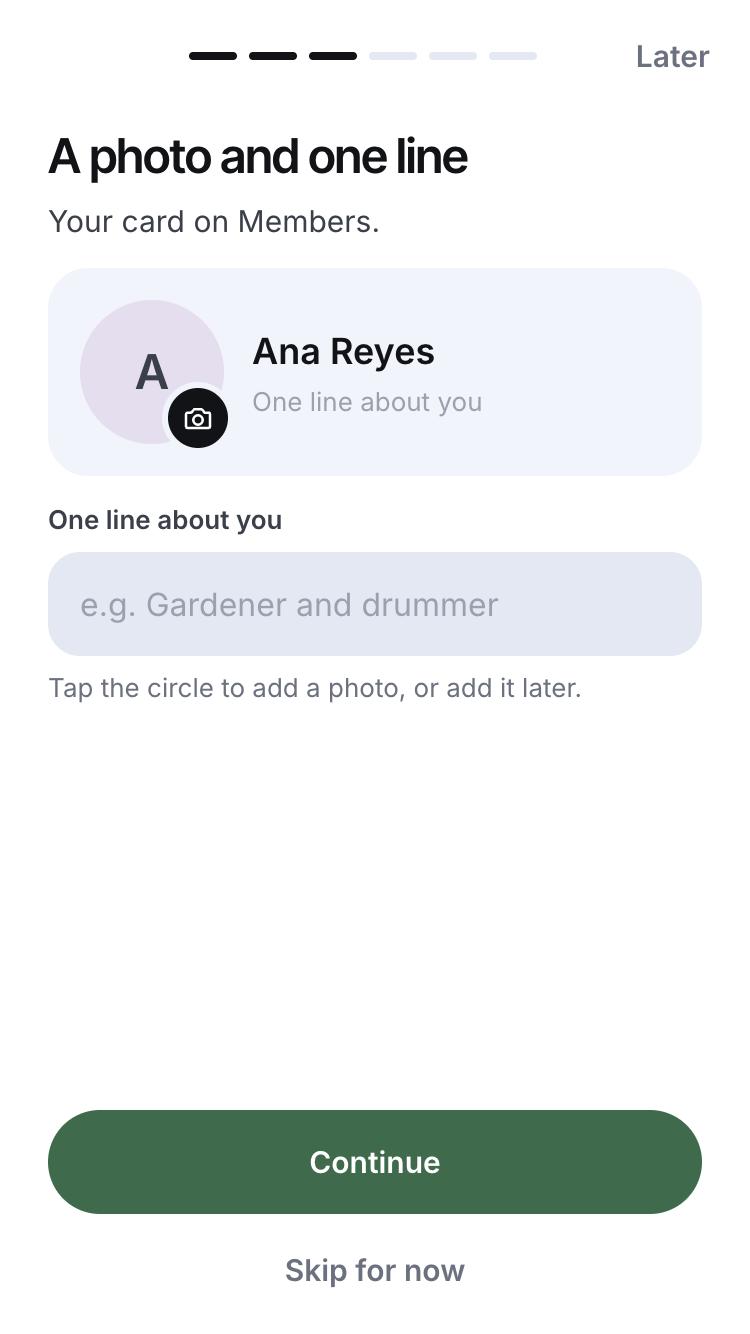 Later
A photo and one line
Your card on Members.
A
Ana Reyes
One line about you
One line about you
e.g. Gardener and drummer
Tap the circle to add a photo, or add it later.
Continue
Skip for now